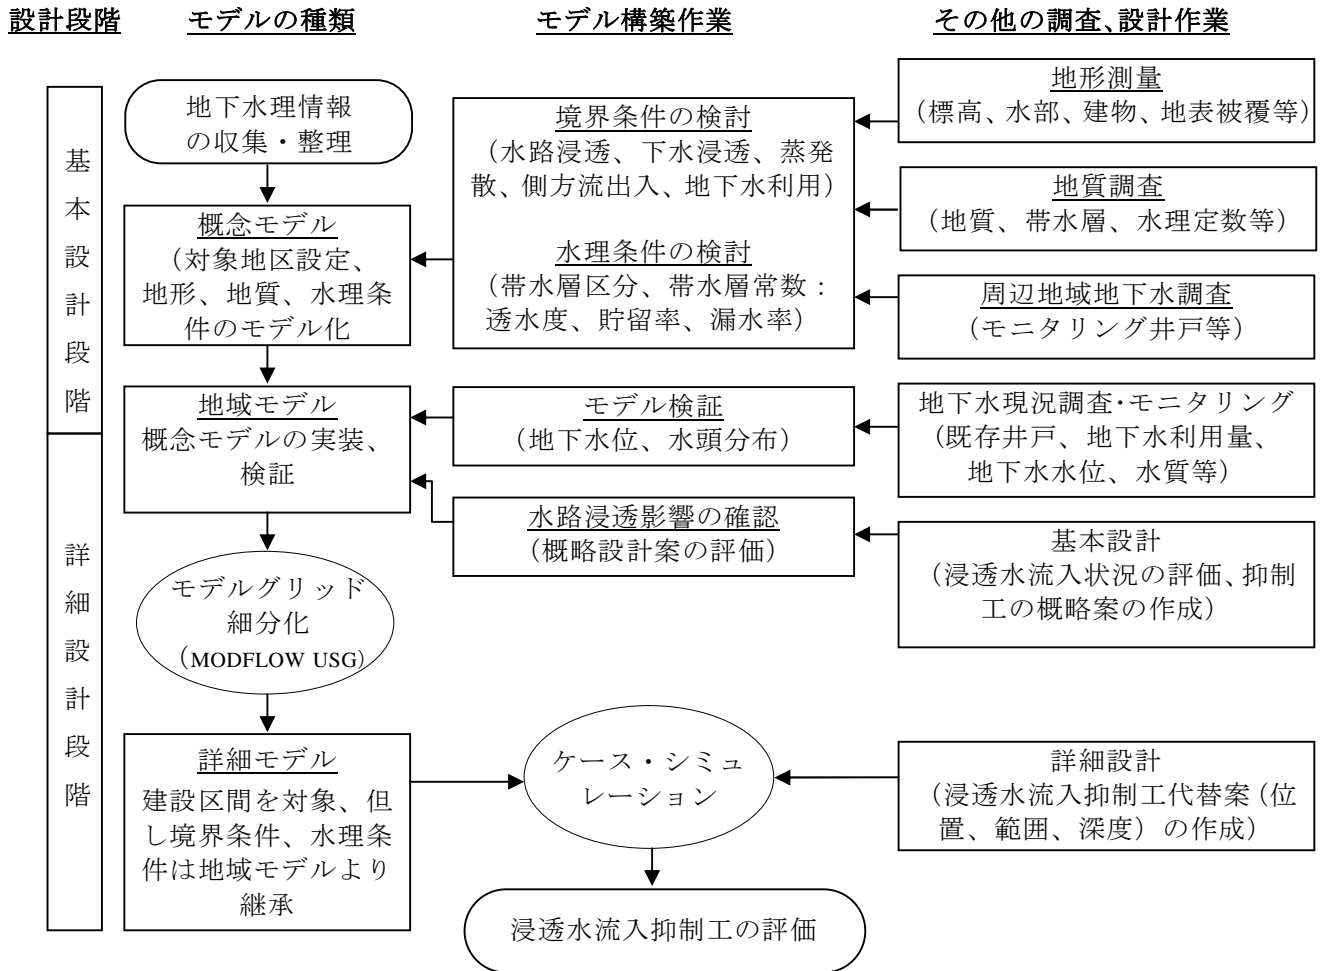 設計段階
モデルの種類
モデル構築作業
その他の調査、設計作業
基本設計段階
詳細設計段階
地下水理情報
の収集・整理
概念モデル
(対象地区設定、
地形、地質、水理条
件のモデル化
地域モデル
概念モデルの実装、
検証
モデルグリッド
細分化
(MODFLOW USG)
詳細モデル
建設区間を対象、但
し境界条件、水理条
件は地域モデルより
継承
境界条件の検討
(水路浸透、下水浸透、蒸発
散、側方流出入、地下水利用)
水理条件の検討
(帯水層区分、帯水層常数:
透水度、貯留率、漏水率)
モデル検証
(地下水位、水頭分布)
水路浸透影響の確認
(概略設計案の評価)
ケース・シミュ
レーション
浸透水流入抑制工の評価
地形測量
(標高、水部、建物、地表被覆等)
地質調査
(地質、帯水層、水理定数等)
周辺地域地下水調査
(モニタリング井戸等)
地下水現況調査・モニタリング
(既存井戸、地下水利用量、
地下水水位、水質等)
基本設計
(浸透水流入状況の評価、抑制
工の概略案の作成)
詳細設計
(浸透水流入抑制工代替案(位
置、範囲、深度)の作成)